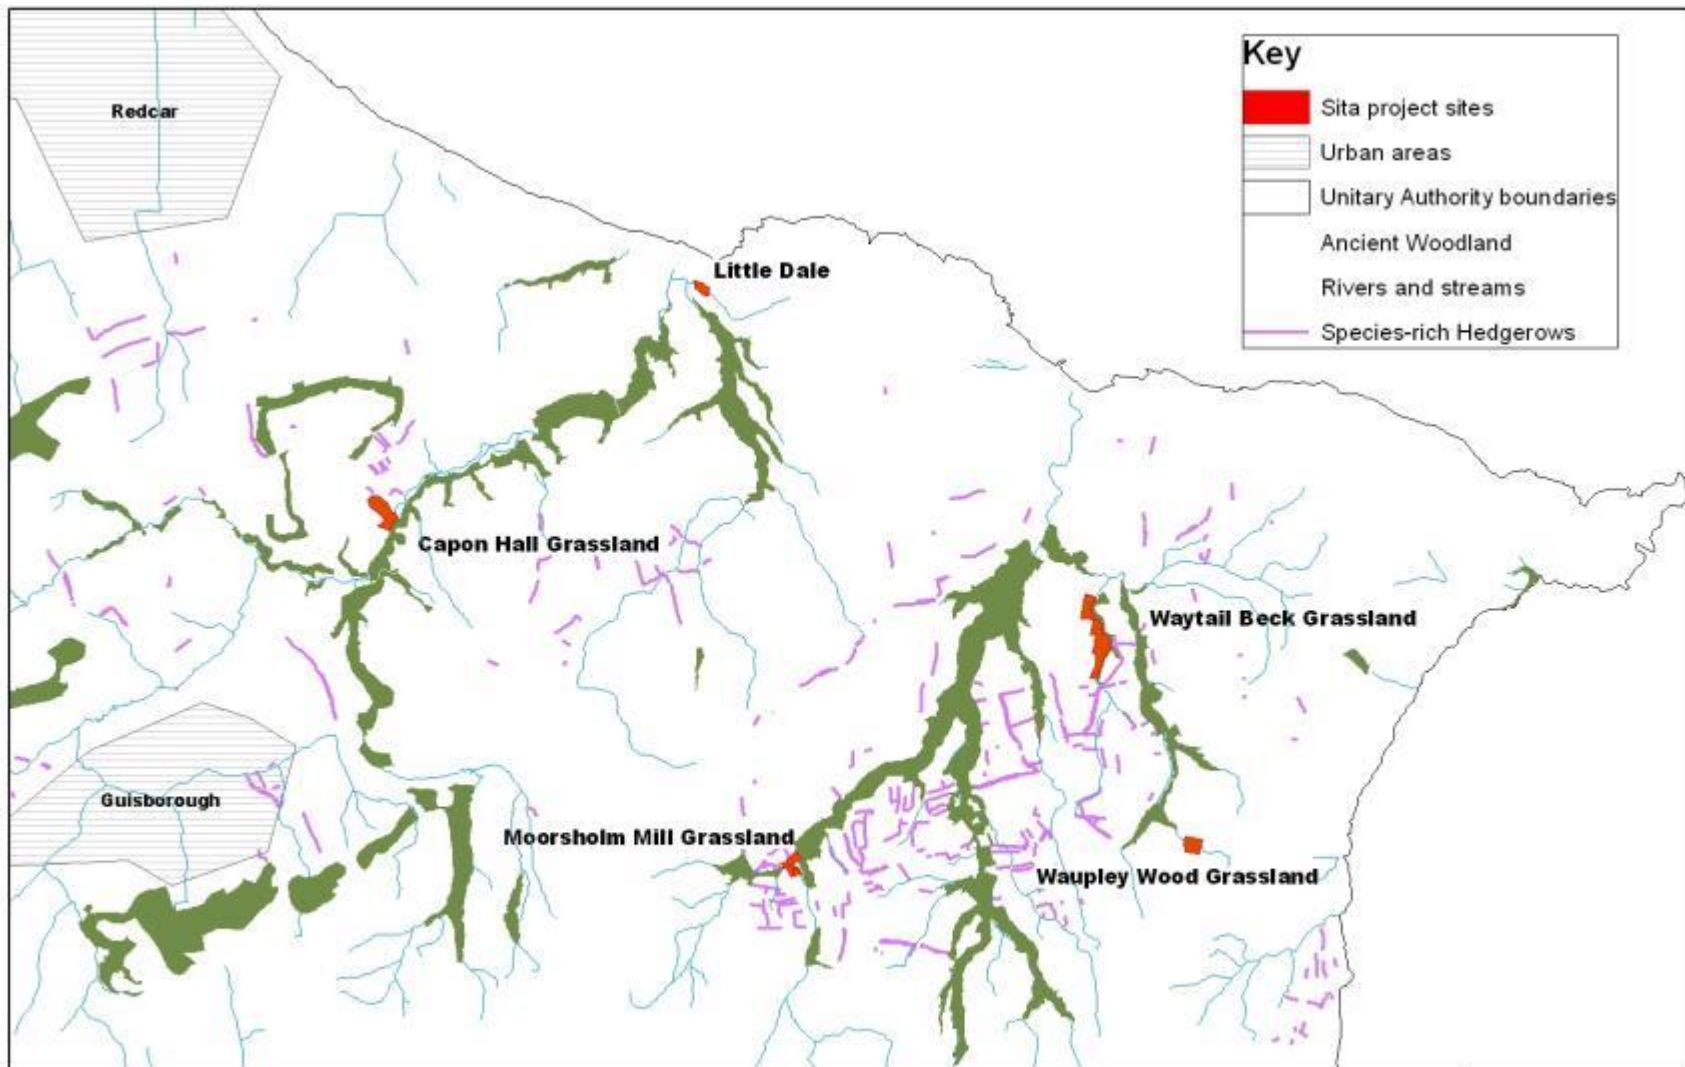 Key
Sita project sites
Urban areas
Unitary Authority boundaries
Ancient Woodland
Rivers and streams
Species-rich Hedgerows
Redcar
Little Dale
Capon Hall Grassland
Waytail Beck Grassland
Guisborough
Moorsholm Mill Grassland
Waupley Wood Grassland